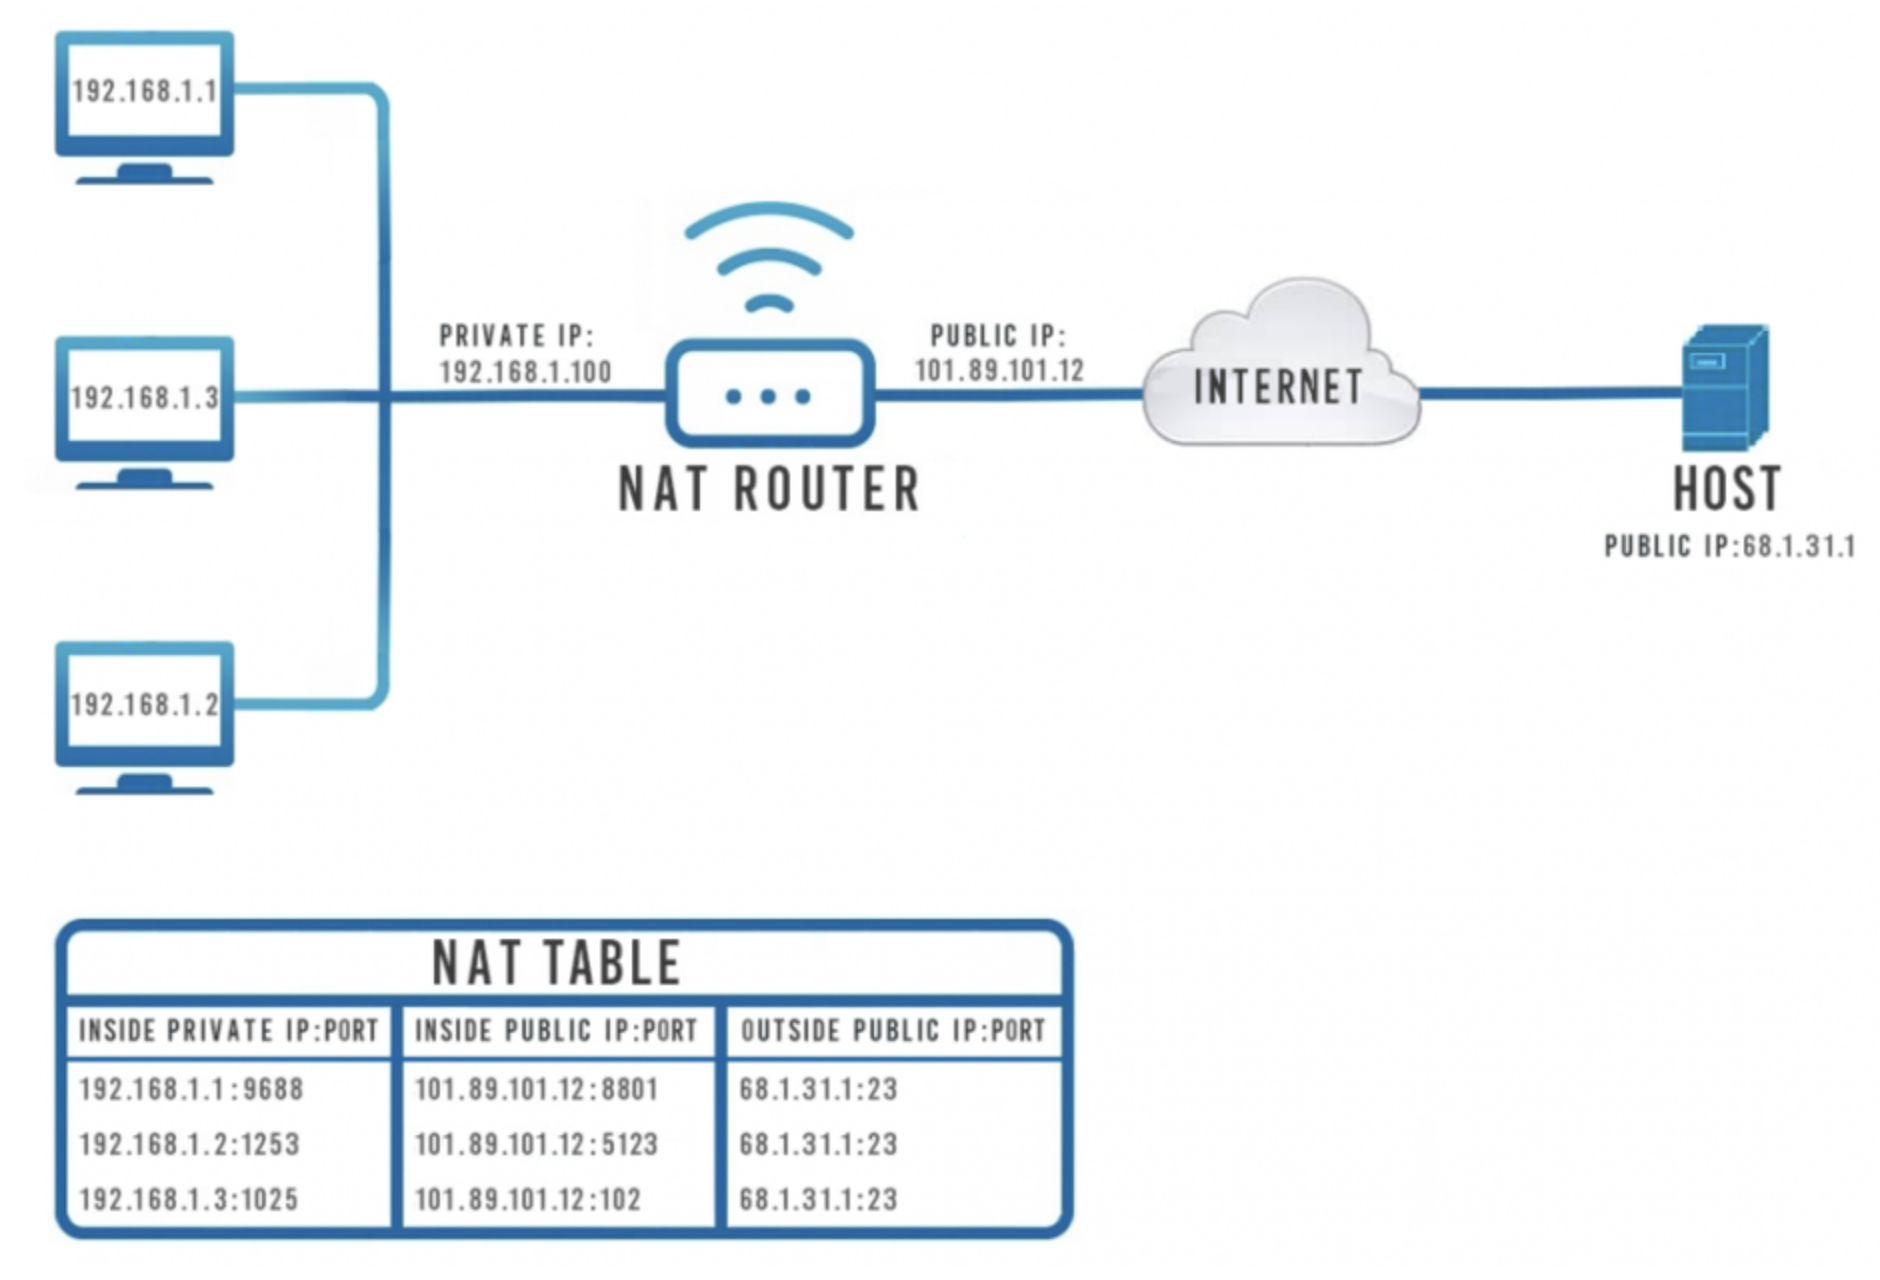 192.168.1.1
192.168.1.3
192.168.1.2
PRIVATE IP:
192.168.1.100
NAT ROUTER
PUBLIC IP:
101.89.101.12
INTERNET
HOST
PUBLIC IP:68.1.31.1
NAT TABLE
INSIDE PRIVATE IP:PORT INSIDE PUBLIC IP:PORT OUTSIDE PUBLIC IP:PORT
192.168.1.1:9688 101.89.101.12:8801 68.1.31.1:23
192.168.1.2:1253 101.89.101.12:5123 68.1.31.1:23
192.168.1.3:1025 101.89.101.12:102 68.1.31.1:23